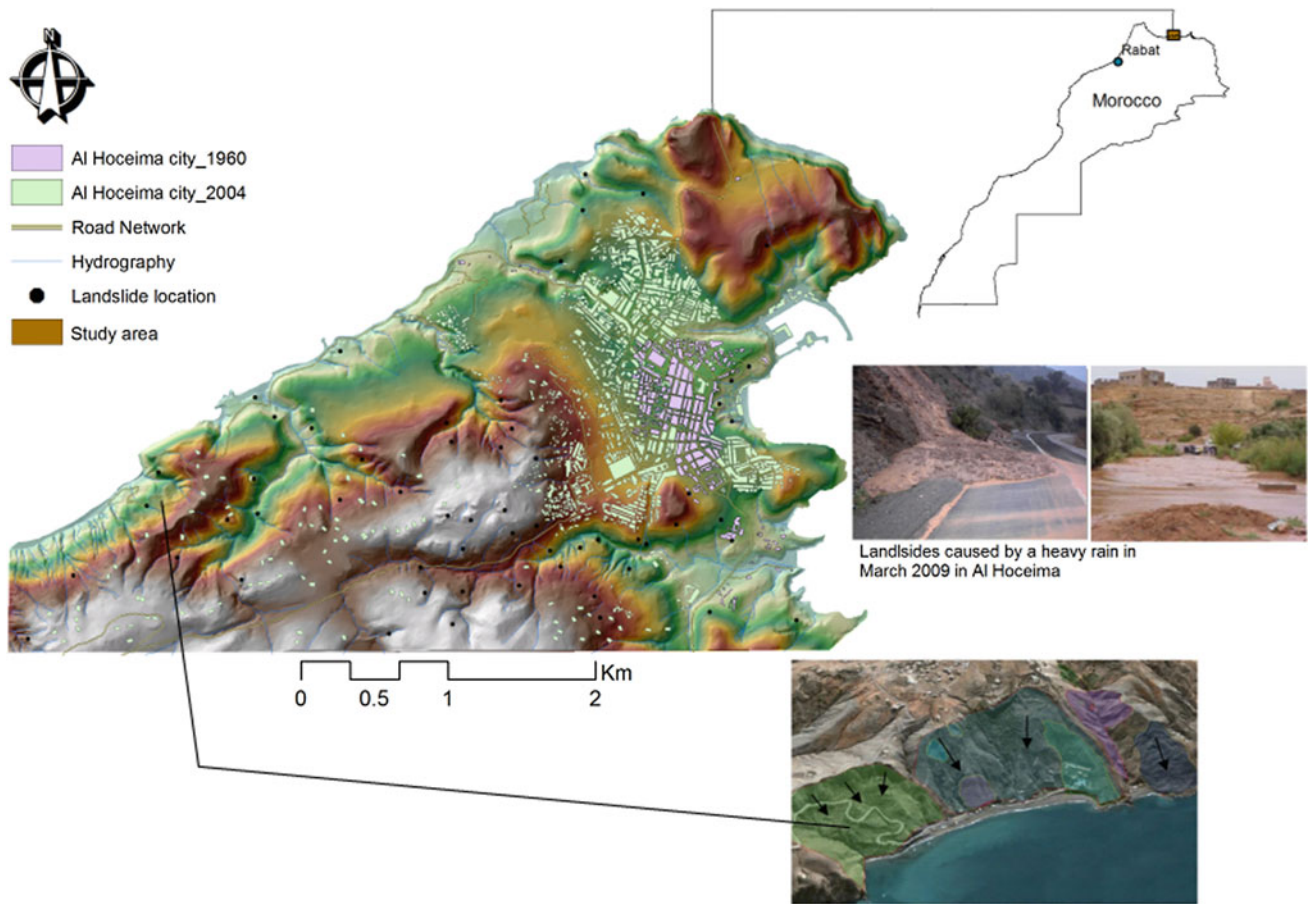 N
Al Hoceima city_1960
Al Hoceima city_2004
Road Network
Hydrography
Landslide location
Study area
Rabat
Morocco
Landlsides caused by a heavy rain in
March 2009 in Al Hoceima
Km
0 0.5 1 2